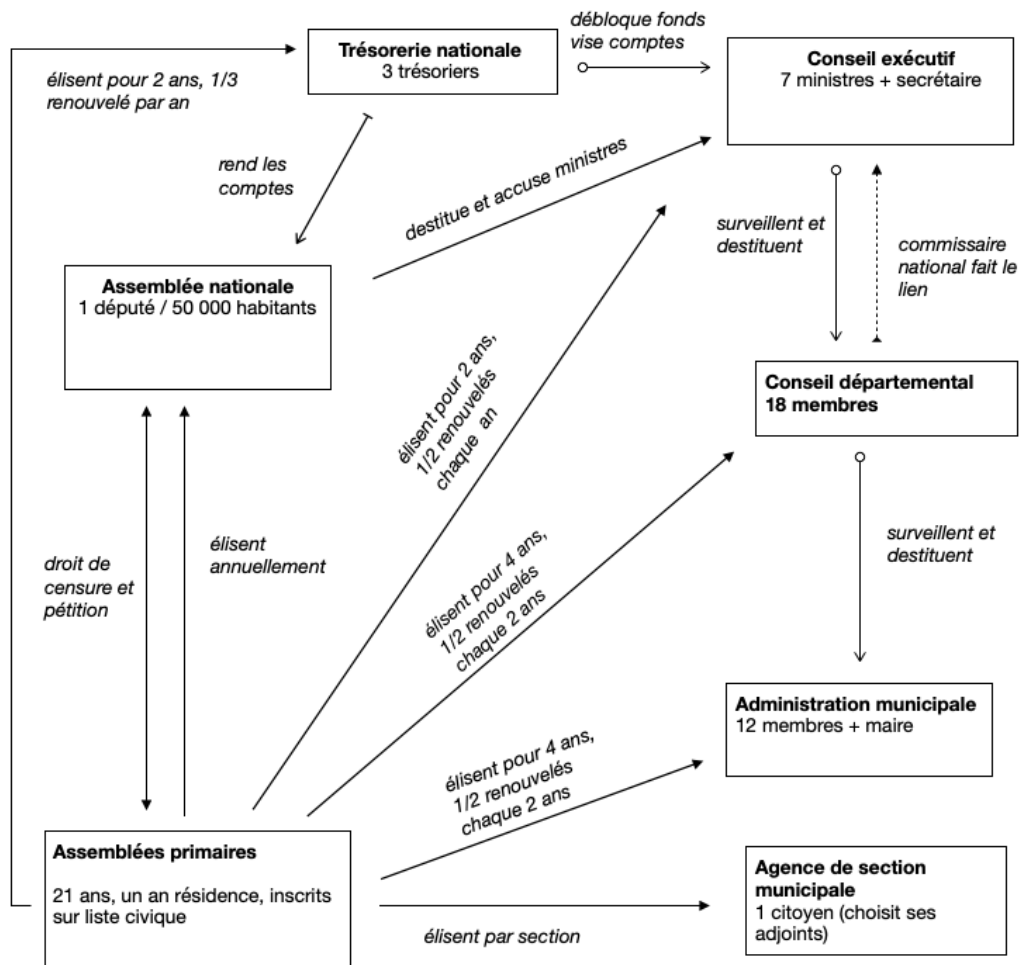 débloque fonds
vise comptes
Trésorerie nationale
3 trésoriers
Conseil exécutif
7 ministres + secrétaire
élisent pour 2 ans, 1/3
renouvelé par an
rend les
comptes
destitue et accuse ministres
surveillent et
destituent
commissaire
national fait le
lien
Assemblée nationale
1 député / 50 000 habitants
élisent pour 2 ans,
1/2 renouvelés
chaque an
Conseil départemental
18 membres
droit de
censure et
pétition
élisent
annuellement
élisent pour 4 ans,
1/2 renouvelés
chaque 2 ans
surveillent et
destituent
Administration municipale
12 membres + maire
élisent pour 4 ans,
1/2 renouvelés
chaque 2 ans
Assemblées primaires
21 ans, un an résidence, inscrits
sur liste civique
élisent par section
Agence de section
municipale
1 citoyen (choisit ses
adjoints)